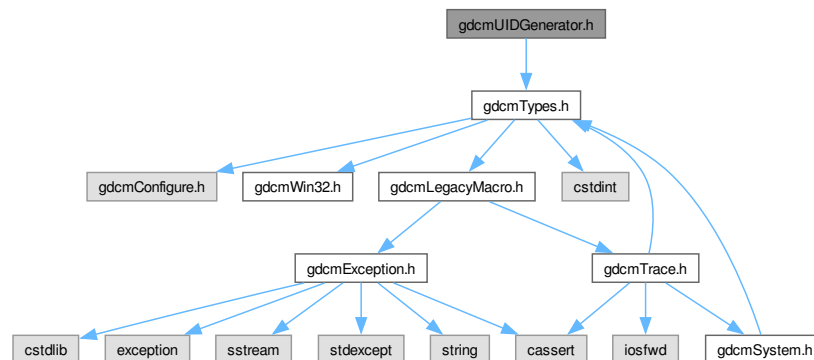 gdcmUIDGenerator.h
gdcmTypes.h
gdcmConfigure.h
gdcmWin32.h
gdcmLegacyMacro.h
cstdint
gdcmException.h
gdcmTrace.h
cstdlib
exception
sstream
stdexcept
string
cassert
iosfwd
gdcmSystem.h